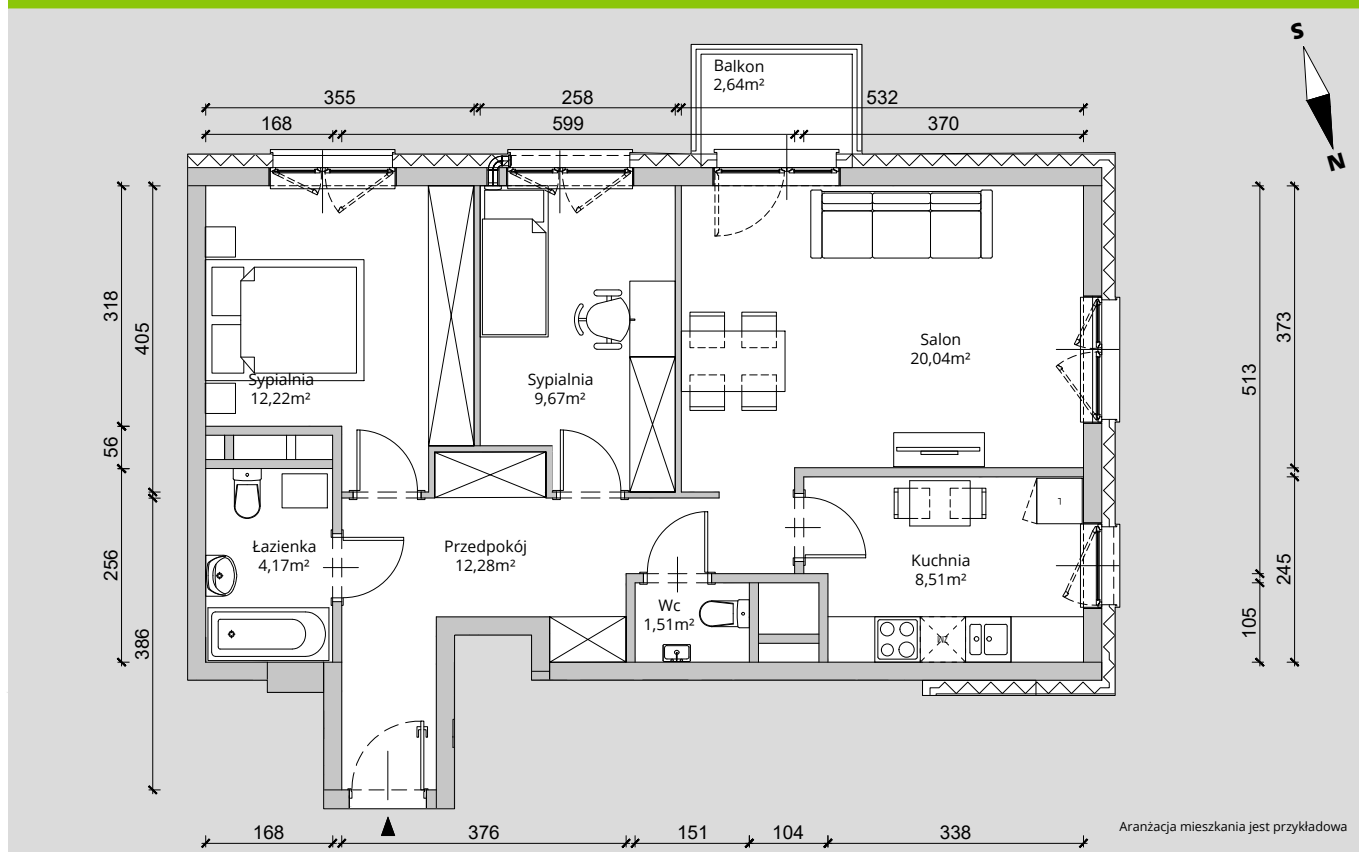 S
N
Balkon
2,64m²
355
258
532
168
599
370
318
405
56
256
386
Sypialnia
12,22m²
Sypialnia
9,67m²
Salon
20,04m²
373
513
245
105
Łazienka
4,17m²
Przedpokój
12,28m²
Kuchnia
8,51m²
Wc
1,51m²
168
376
151
104
338
Aranżacja mieszkania jest przykładowa